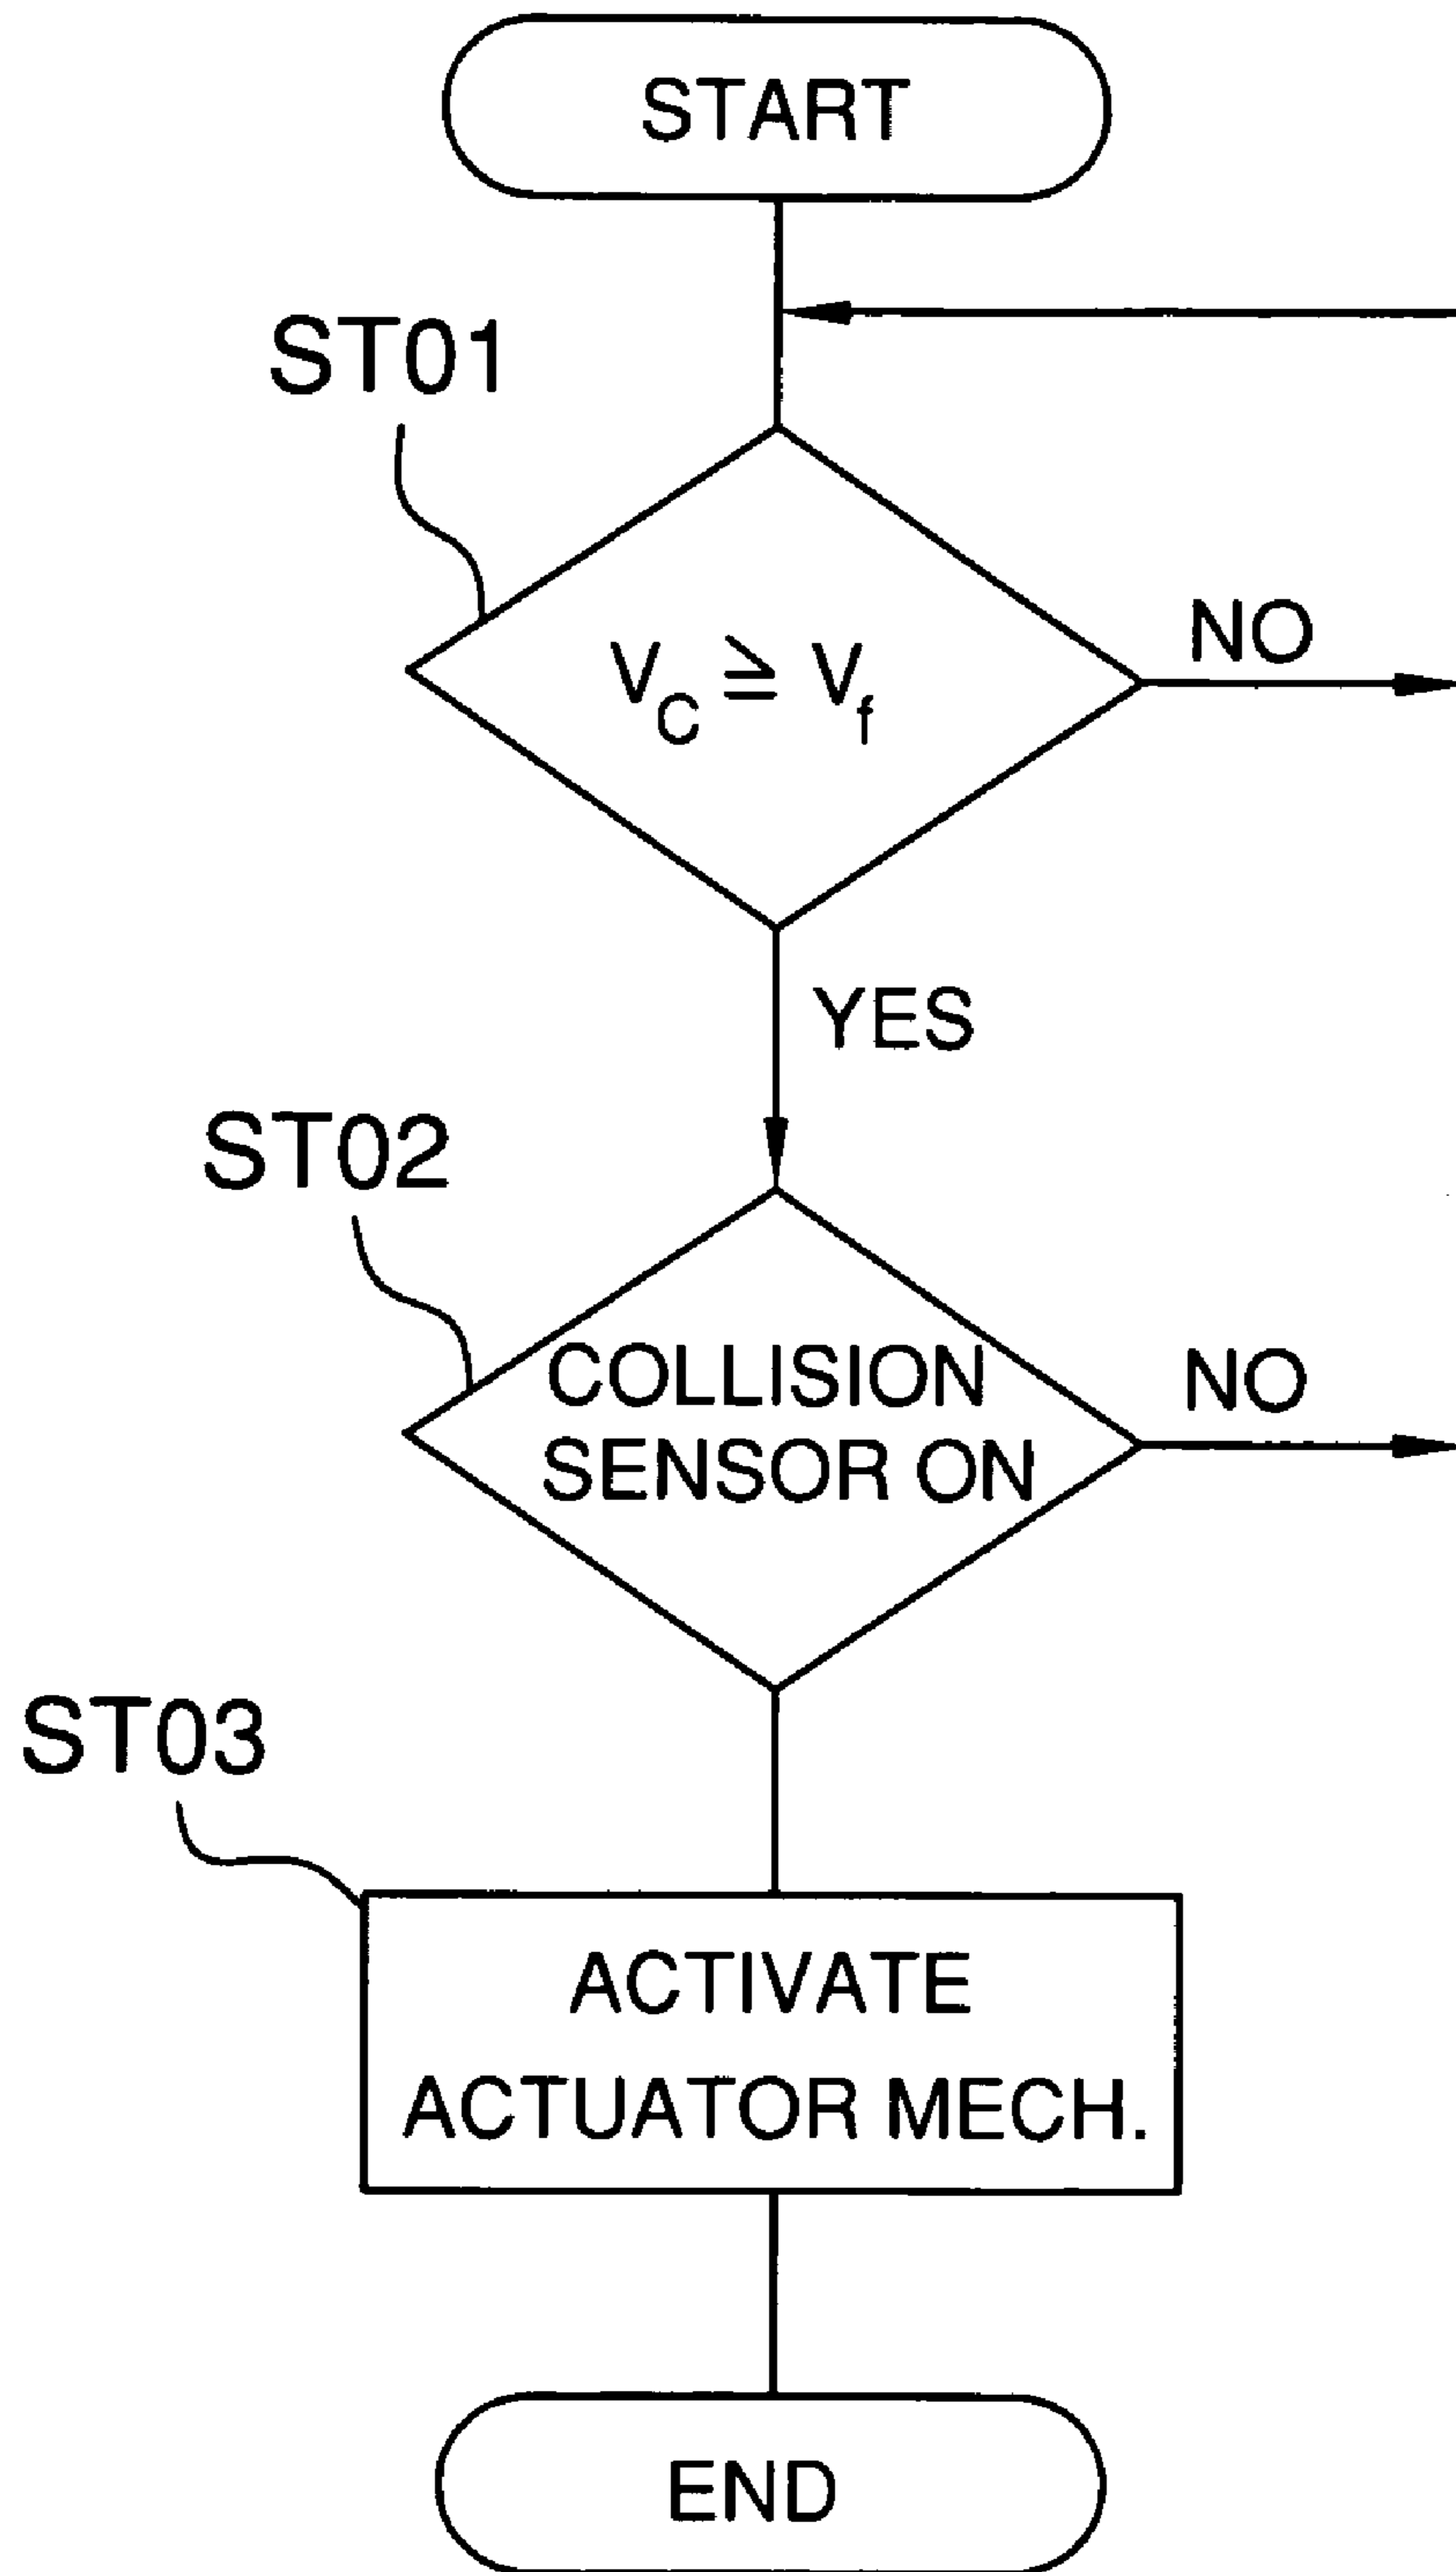 START
ST01
V_C ≧ V_f
NO
YES
ST02
COLLISION
SENSOR ON
NO
ST03
ACTIVATE
ACTUATOR MECH.
END